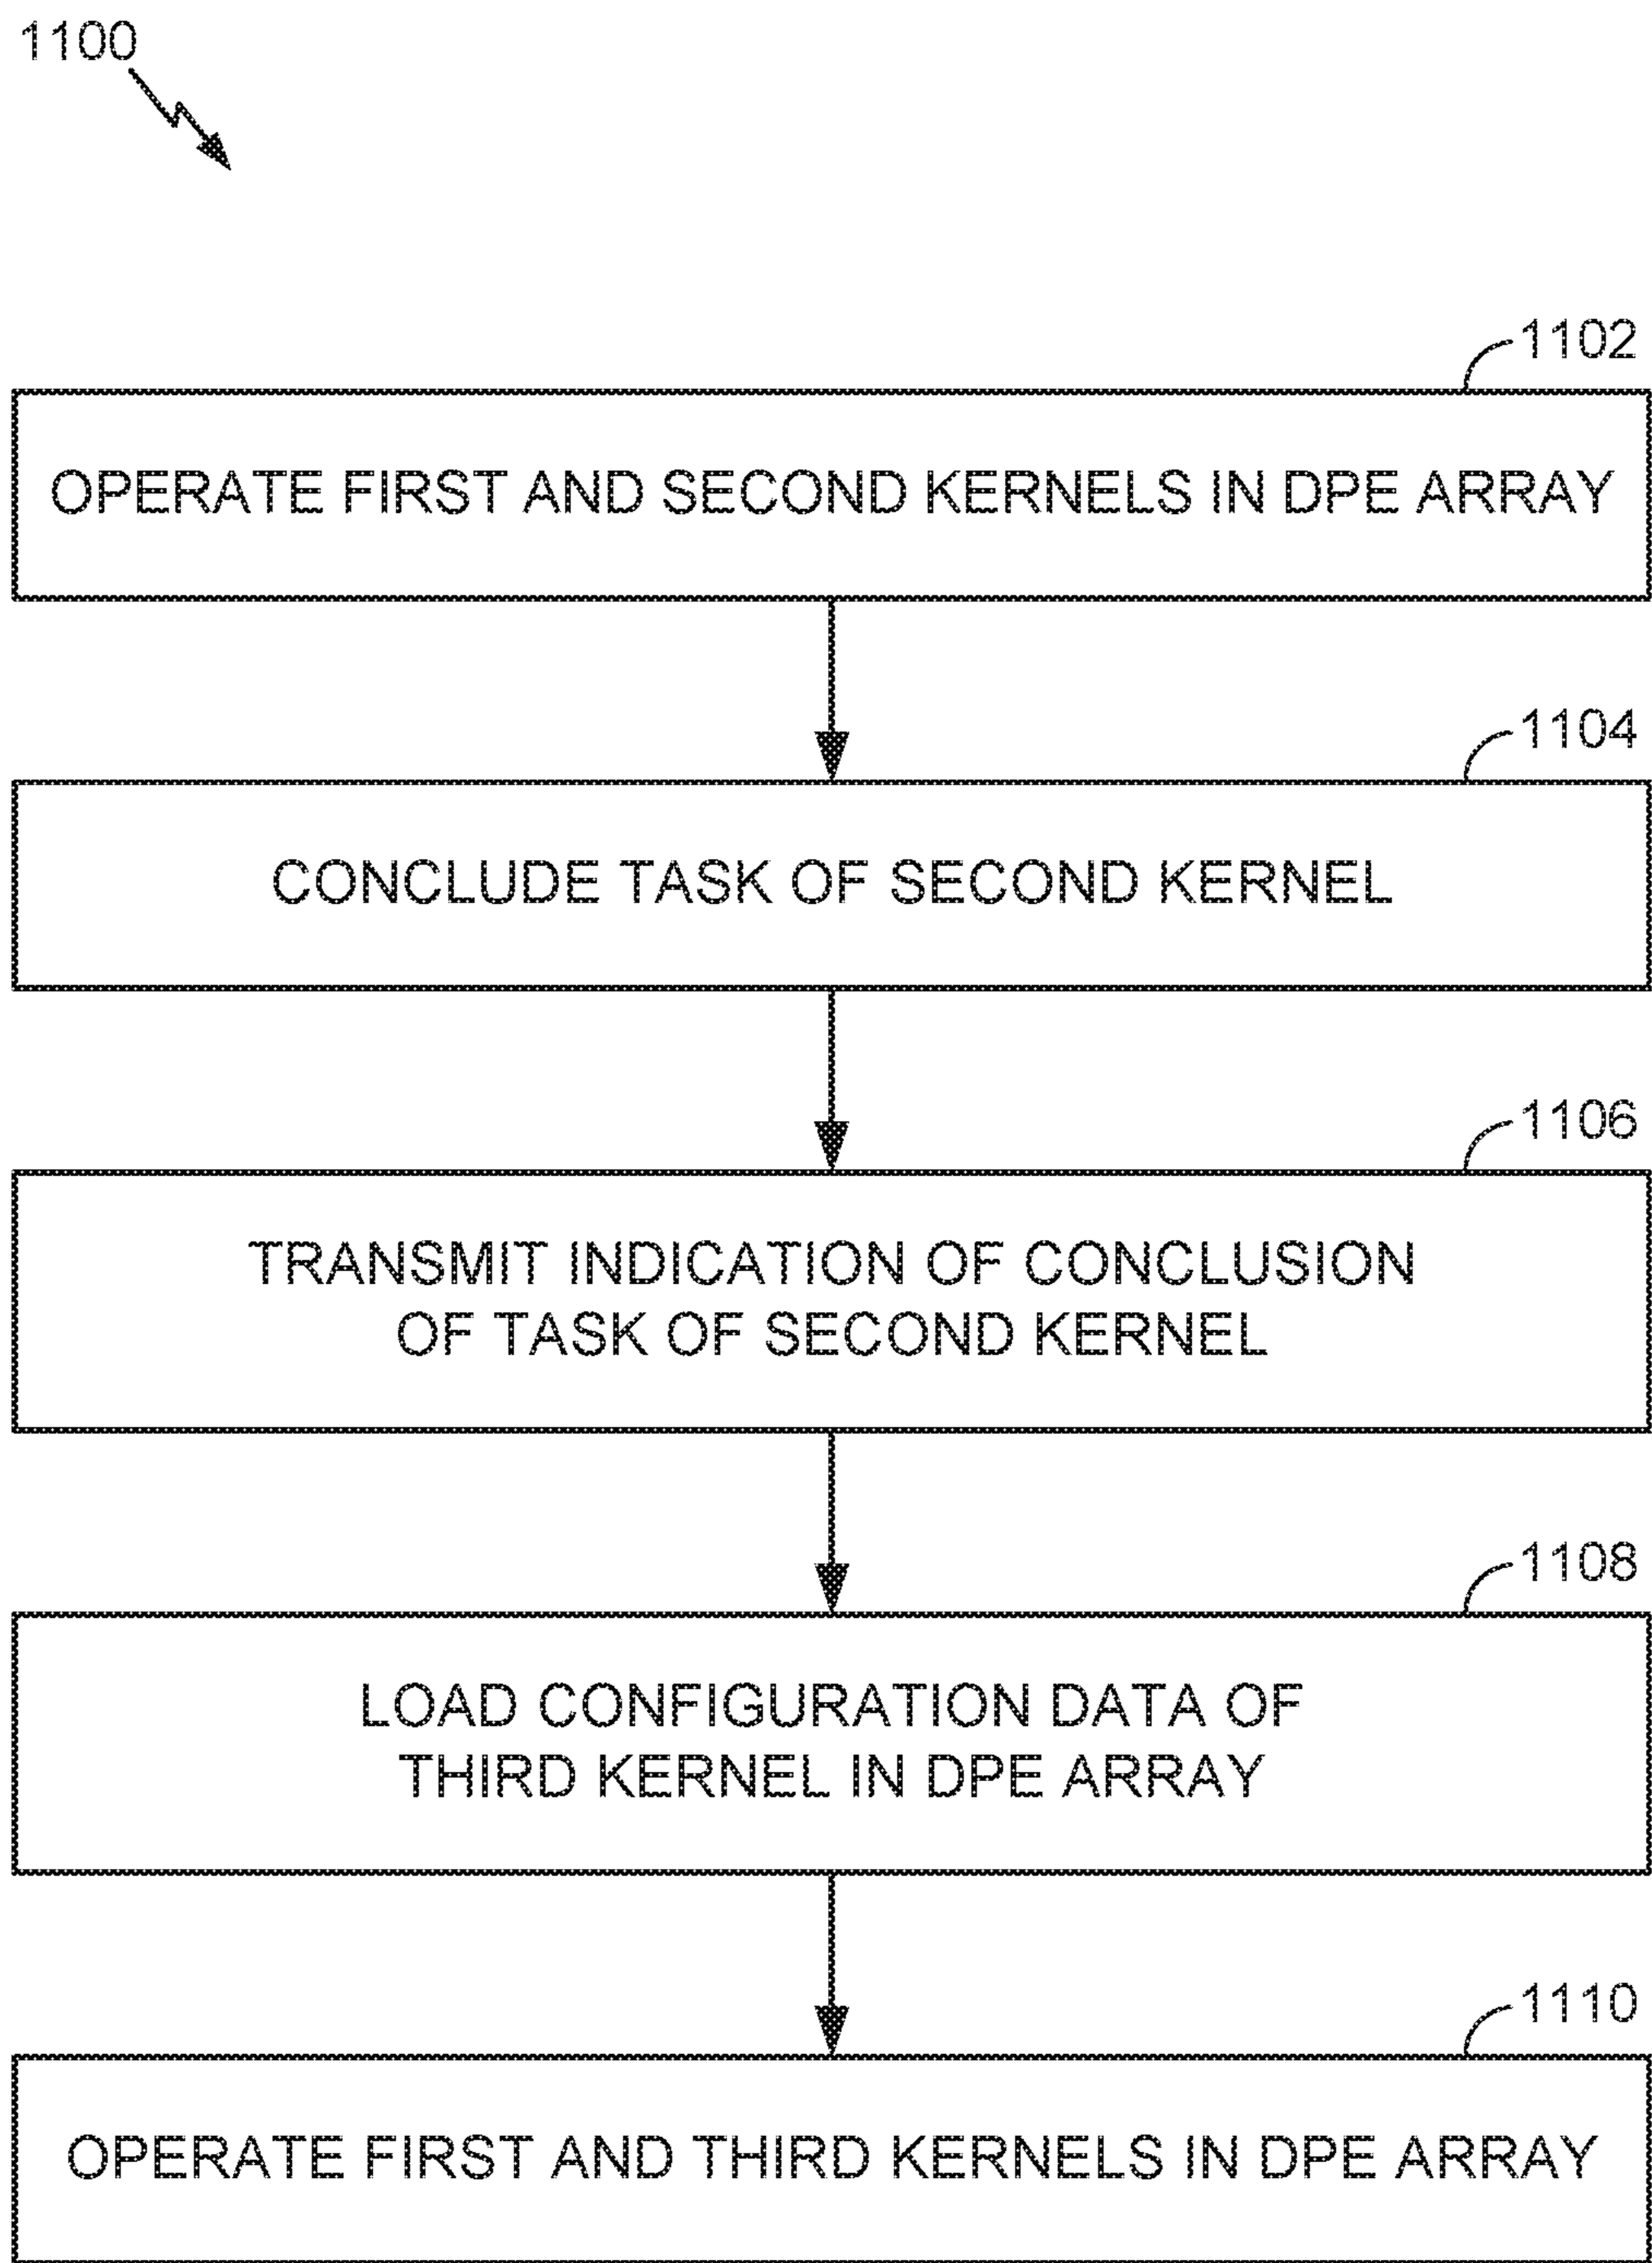 1100
1102
OPERATE FIRST AND SECOND KERNELS IN DPE ARRAY
1104
CONCLUDE TASK OF SECOND KERNEL
1106
TRANSMIT INDICATION OF CONCLUSION
OF TASK OF SECOND KERNEL
1108
LOAD CONFIGURATION DATA OF
THIRD KERNEL IN DPE ARRAY
1110
OPERATE FIRST AND THIRD KERNELS IN DPE ARRAY